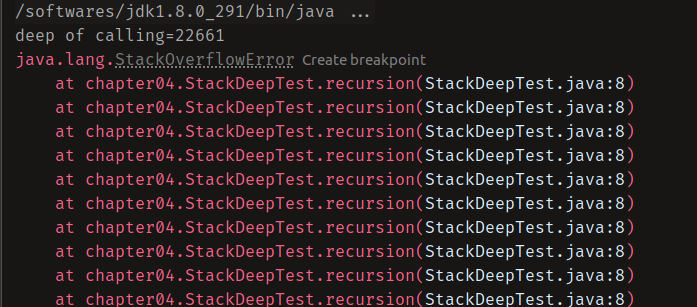 /softwares/jdk1.8.0_291/bin/java ...
deep of calling=22661
java.lang.StackOverflowError Create breakpoint
at chapter04.StackDeepTest.recursion(StackDeepTest.java:8)
at chapter04.StackDeepTest.recursion(StackDeepTest.java:8)
at chapter04.StackDeepTest.recursion(StackDeepTest.java:8)
at chapter04.StackDeepTest.recursion(StackDeepTest.java:8)
at chapter04.StackDeepTest.recursion(StackDeepTest.java:8)
at chapter04.StackDeepTest.recursion(StackDeepTest.java:8)
at chapter04.StackDeepTest.recursion(StackDeepTest.java:8)
at chapter04.StackDeepTest.recursion(StackDeepTest.java:8)
at chapter04.StackDeepTest.recursion(StackDeepTest.java:8)
at chapter04.StackDeepTest.recursion(StackDeepTest.java:8)